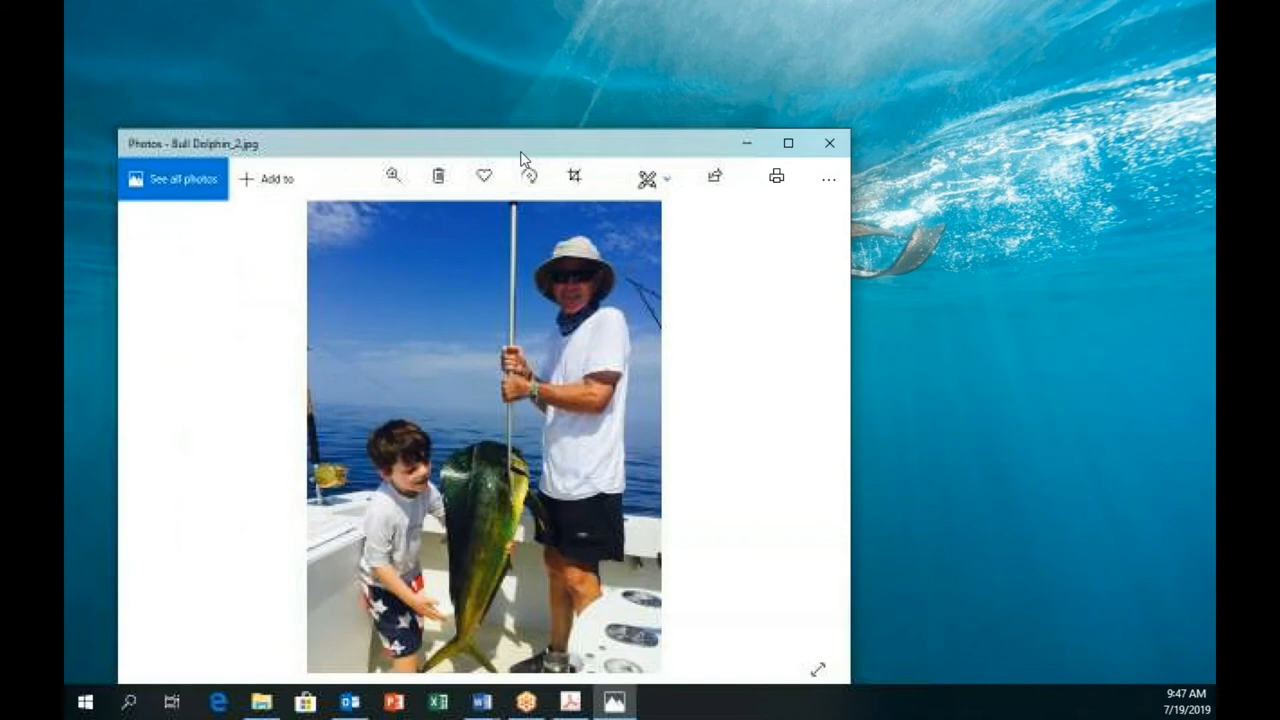 Photos - Bull Dolphin_2.jpg
See all photos
Add to
9:47 AM
7/19/2019